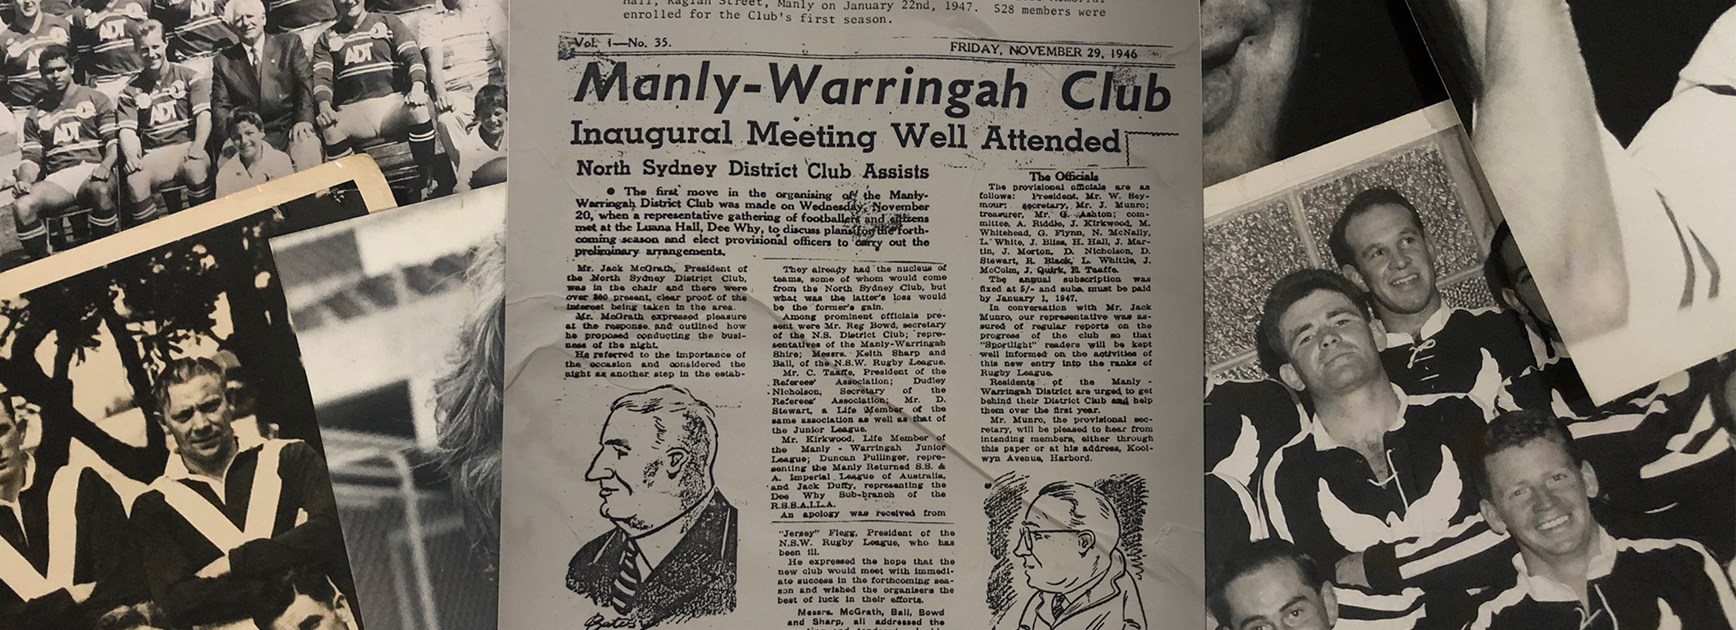 Hall, Raglan Street, Manly on January 22nd, 1947. 528 members were
enrolled for the Club's first season.
Vol. 1—No. 35.
FRIDAY, NOVEMBER 29, 1946
Manly-Warringah Club
Inaugural Meeting Well Attended
North Sydney District Club Assists
● The first move in the organising of the Manly-
Warringah District Club was made on Wednesday, November
20, when a representative gathering of footballers and citizens
met at the Luana Hall, Dee Why, to discuss plans for the forth-
coming season and elect provisional officers to carry out the
preliminary arrangements.
Mr. Jack McGrath, President of
the North Sydney District Club,
was in the chair and there were
over 300 present, clear proof of the
interest being taken in the area.
Mr. McGrath expressed pleasure
at the response, and outlined how
he proposed conducting the busi-
ness of the night.
He referred to the importance of
the occasion and considered the
night as another step in the estab-
Bates
They already had the nucleus of
teams, some of whom would come
from the North Sydney Club, but
what was the latter's loss would
be the former's gain.
Among prominent officials pre-
sent were Mr. Reg Bowd, secretary
of the N.S. District Club; repre-
sentatives of the Manly-Warringah
Shire; Messrs. Keith Sharp and
Ball, of the N.S.W. Rugby League.
Mr. C. Taaffe, President of the
Referees' Association; Dudley
Nicholson, Secretary of the
Referees' Association; Mr. D.
Stewart, a Life Member of the
same association as well as that of
the Junior League.
Mr. Kirkwood, Life Member of
the Manly - Warringah Junior
League; Duncan Pullinger, repre-
senting the Manly Returned S.S. &
A. Imperial League of Australia,
and Jack Duffy, representing the
Dee Why Sub-branch of the
R.S.S.A.I.L.A.
An apology was received from
"Jersey" Flegg, President of the
N.S.W. Rugby League, who has
been ill.
He expressed the hope that the
new club would meet with immedi-
ate success in the forthcoming sea-
son and wished the organisers the
best of luck in their efforts.
Messrs. McGrath, Ball, Bowd
and Sharp, all addressed the
The Officials
The provisional officials are as
follows: President, Mr. W. Sey-
mour; secretary, Mr. J. Munro;
treasurer, Mr. G. Ashton; com-
mittee, A. Riddle, J. Kirkwood, M.
Whitehead, G. Flynn, N. McNally,
L. White, J. Bliss, H. Hall, J. Mar-
tin, J. Morton, D. Nicholson, D.
Stewart, R. Black, L. Whittle, J.
McColm, J. Quirk, E. Taaffe.
The annual subscription was
fixed at 5/- and subs. must be paid
by January 1, 1947.
In conversation with Mr. Jack
Munro, our representative was as-
sured of regular reports on the
progress of the club so that
"Sportlight" readers will be kept
well informed on the activities of
this new entry into the ranks of
Rugby League.
Residents of the Manly -
Warringah District are urged to get
behind their District Club and help
them over the first year.
Mr. Munro, the provisional sec-
retary, will be pleased to hear from
intending members, either through
this paper or at his address, Kool-
wyn Avenue, Harbord.
ADT
ADT
ADT
ADT